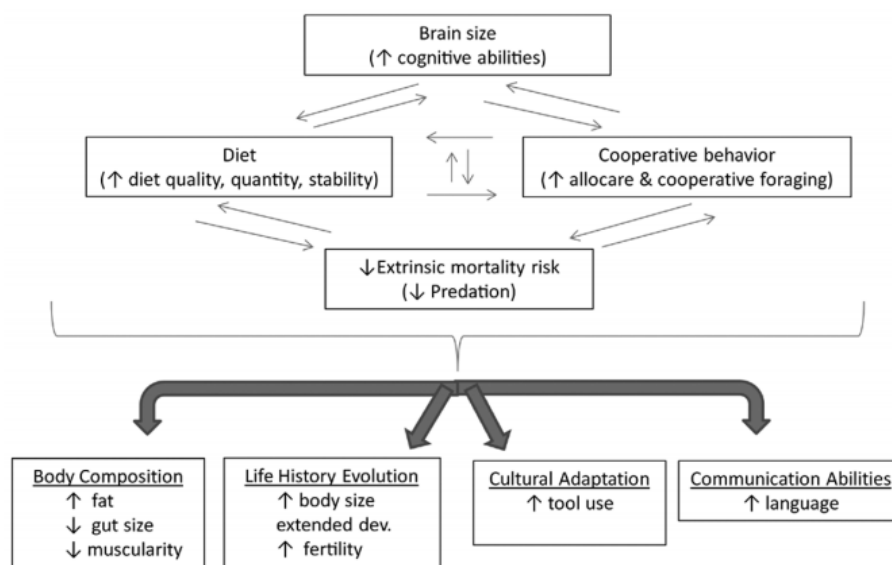 Brain size
(↑ cognitive abilities)
Diet
(↑ diet quality, quantity, stability)
Cooperative behavior
(↑ allocare & cooperative foraging)
↓Extrinsic mortality risk
(↓ Predation)
Body Composition
↑ fat
↓ gut size
↓ muscularity
Life History Evolution
↑ body size
extended dev.
↑ fertility
Cultural Adaptation
↑ tool use
Communication Abilities
↑ language